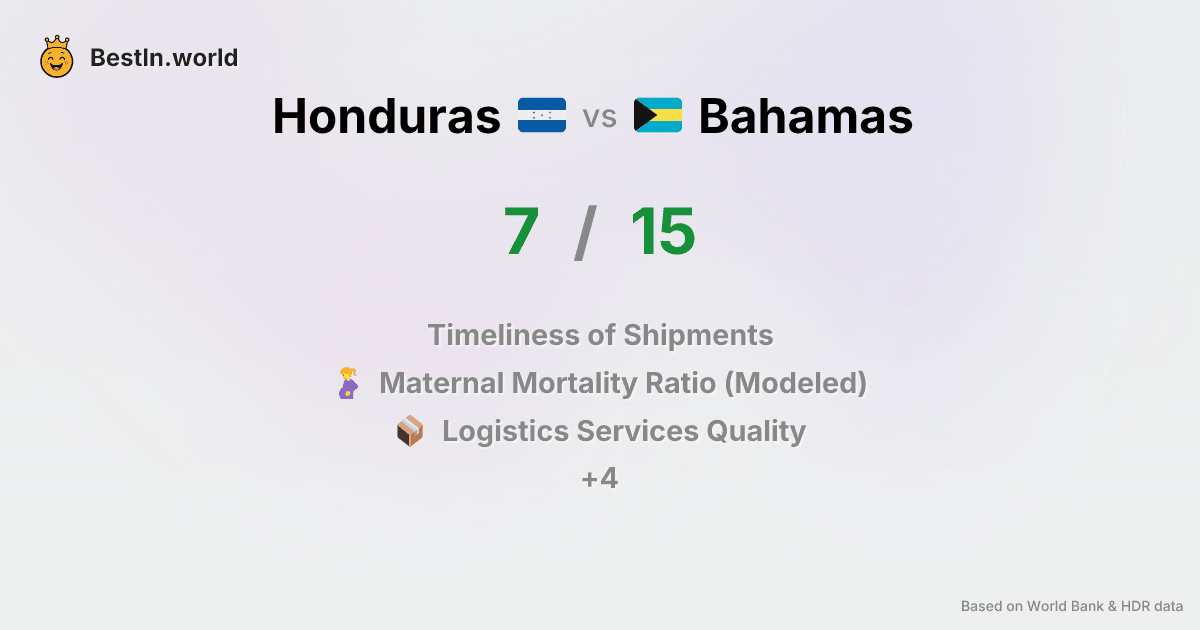 BestIn.world
Honduras vs Bahamas
7 / 15
Timeliness of Shipments
Maternal Mortality Ratio (Modeled)
Logistics Services Quality
+4
Based on World Bank & HDR data